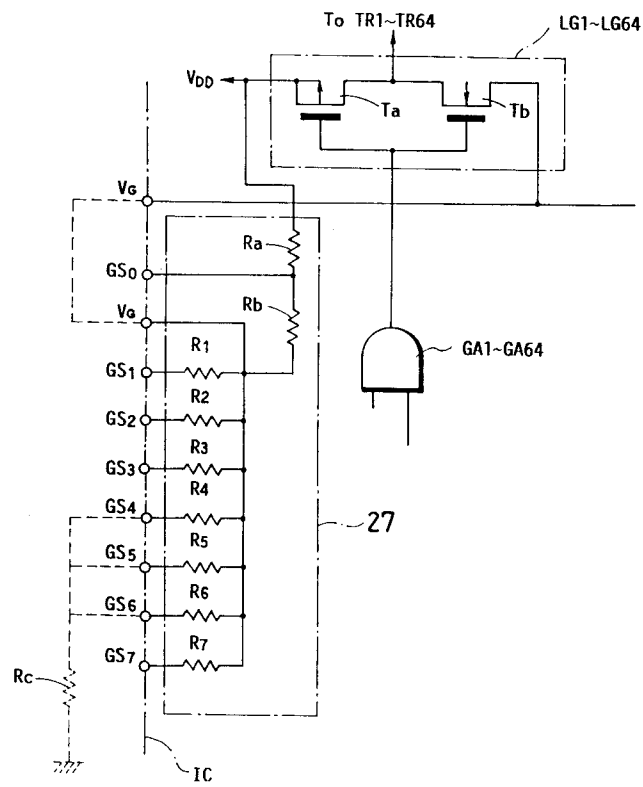 To TR1~TR64
LG1~LG64
VDD
Ta
Tb
VG
Ra
GS0
Rb
VG
R1
GA1~GA64
GS1
R2
GS2
R3
GS3
R4
GS4
27
R5
GS5
R6
GS6
R7
GS7
Rc
IC